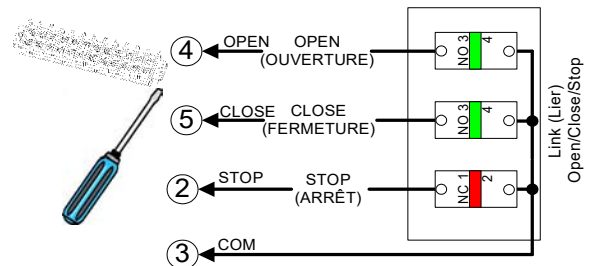 4 OPEN OPEN
(OUVERTURE)
NO 3 4
5 CLOSE CLOSE
(FERMETURE)
NO 3 4
2 STOP STOP
(ARRÊT)
NC 1 2
3 COM
Link (Lier)
Open/Close/Stop